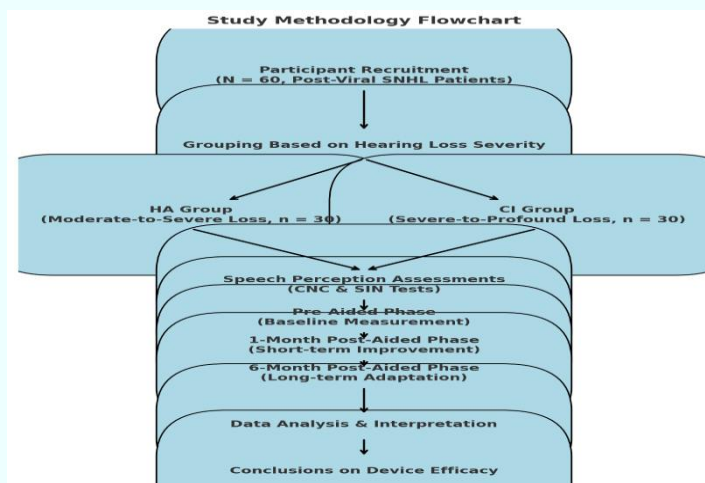 Study Methodology Flowchart
Participant Recruitment
(N = 60, Post-Viral SNHL Patients)
Grouping Based on Hearing Loss Severity
HA Group
(Moderate-to-Severe Loss, n = 30)
CI Group
(Severe-to-Profound Loss, n = 30)
Speech Perception Assessments
(CNC & SIN Tests)
Pre-Aided Phase
(Baseline Measurement)
1-Month Post-Aided Phase
(Short-term Improvement)
6-Month Post-Aided Phase
(Long-term Adaptation)
Data Analysis & Interpretation
Conclusions on Device Efficacy